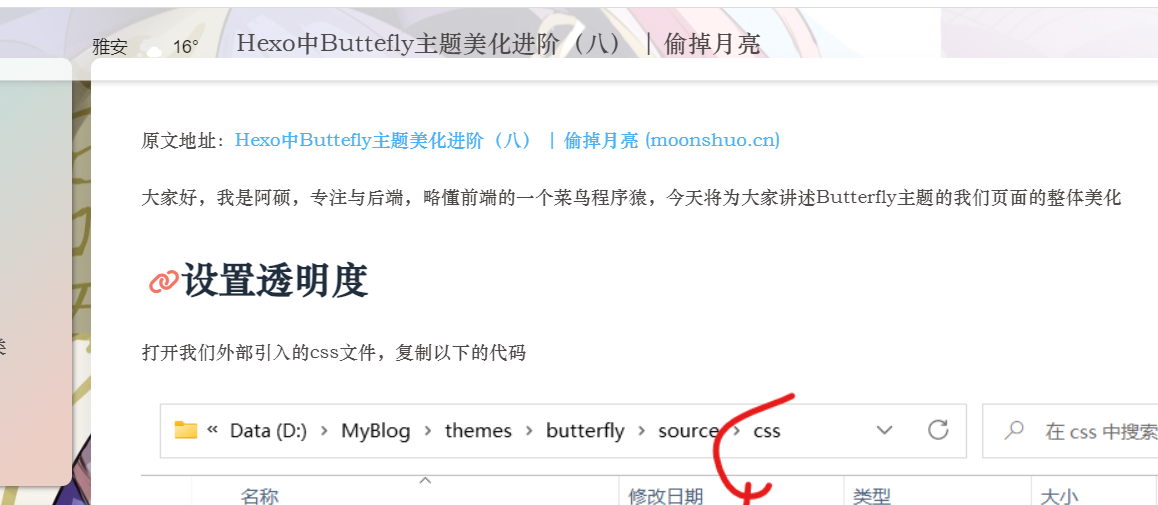 雅安 16° Hexo中Buttefly主题美化进阶（八）｜偷掉月亮
原文地址：Hexo中Buttefly主题美化进阶（八）｜偷掉月亮 (moonshuo.cn)
大家好，我是阿硕，专注与后端，略懂前端的一个菜鸟程序猿，今天将为大家讲述Butterfly主题的我们页面的整体美化
设置透明度
打开我们外部引入的css文件，复制以下的代码
« Data (D:) › MyBlog › themes › butterfly › source › css 在 css 中搜索
名称 修改日期 类型 大小